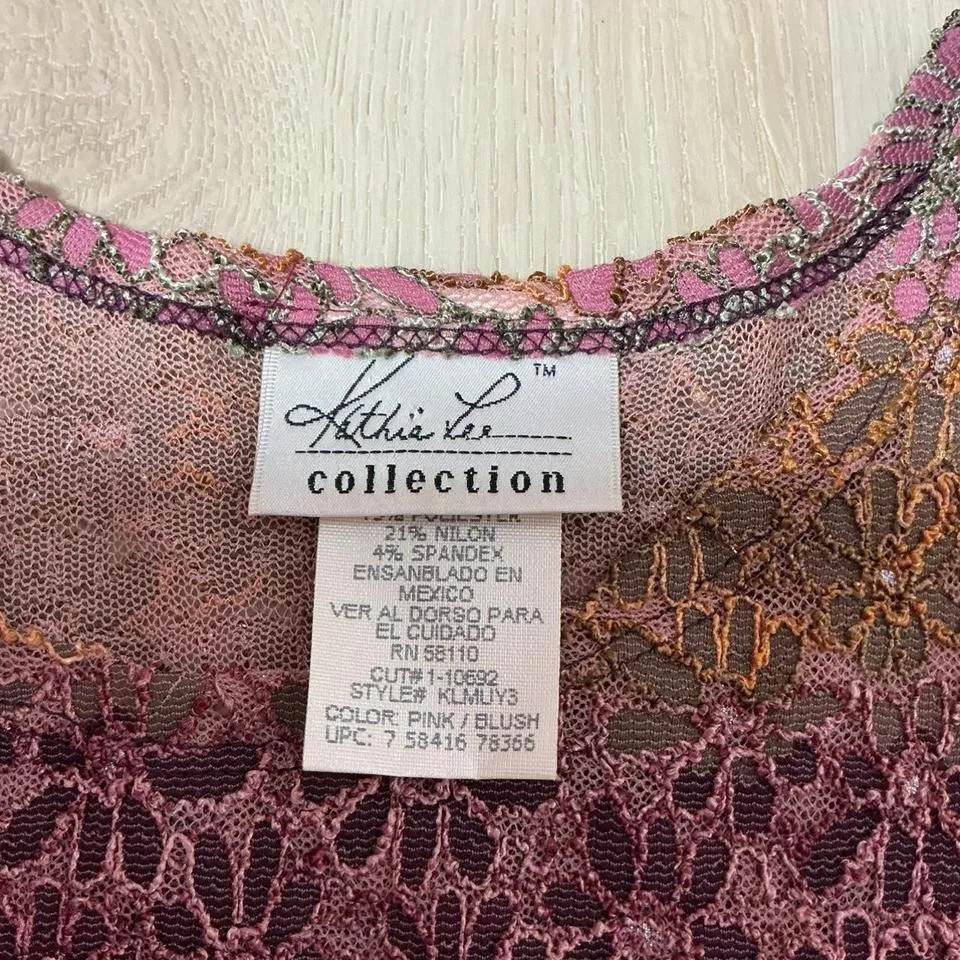 Kathie Lee ™
collection
POLIESTER
21% NILON
4% SPANDEX
ENSANBLADO EN
MEXICO
VER AL DORSO PARA
EL CUIDADO
RN 58110
CUT# 1-10692
STYLE# KLMUY3
COLOR: PINK / BLUSH
UPC: 7 58416 78366